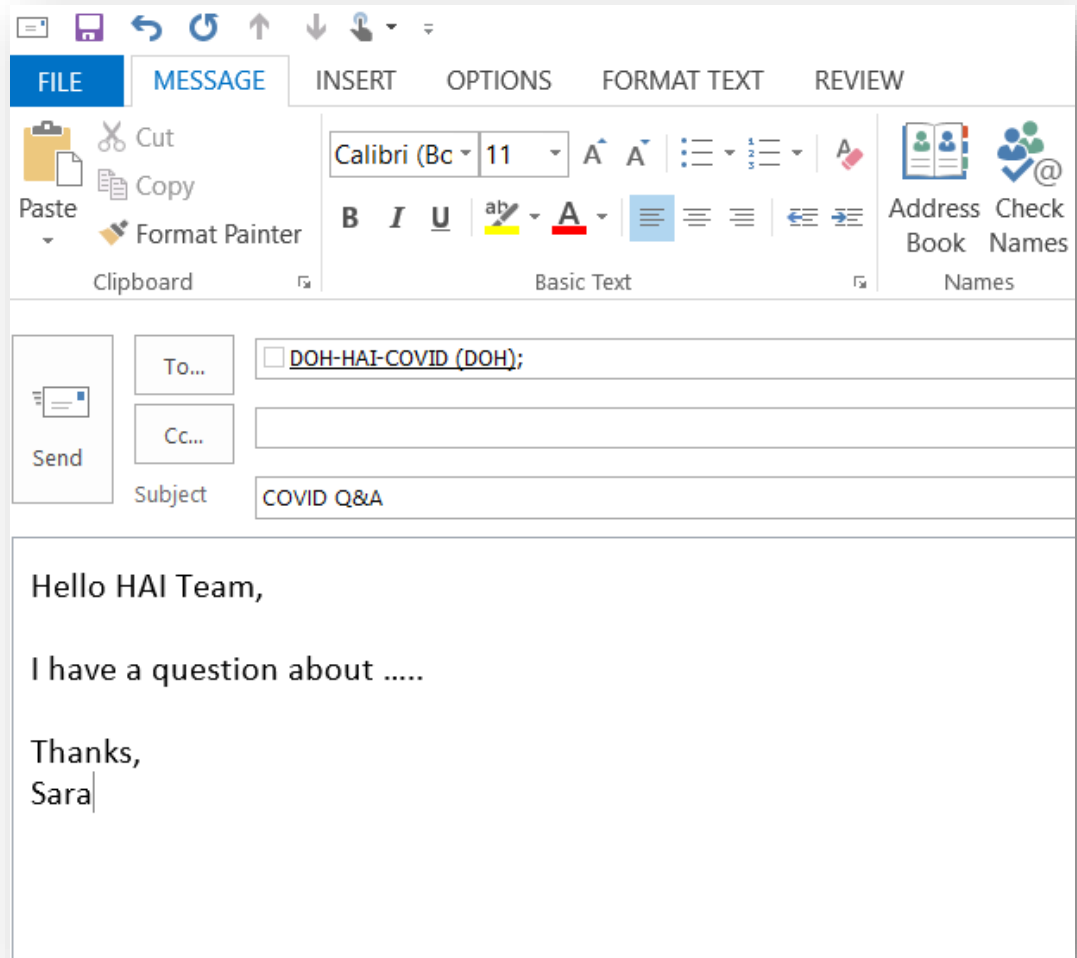 FILE MESSAGE INSERT OPTIONS FORMAT TEXT REVIEW
Cut
Copy
Paste
Format Painter
Clipboard
Calibri (Bc 11
B I U
Basic Text
Address Book
Check Names
Names
Send
To... DOH-HAI-COVID (DOH);
Cc...
Subject COVID Q&A
Hello HAI Team,
I have a question about .....
Thanks,
Sara